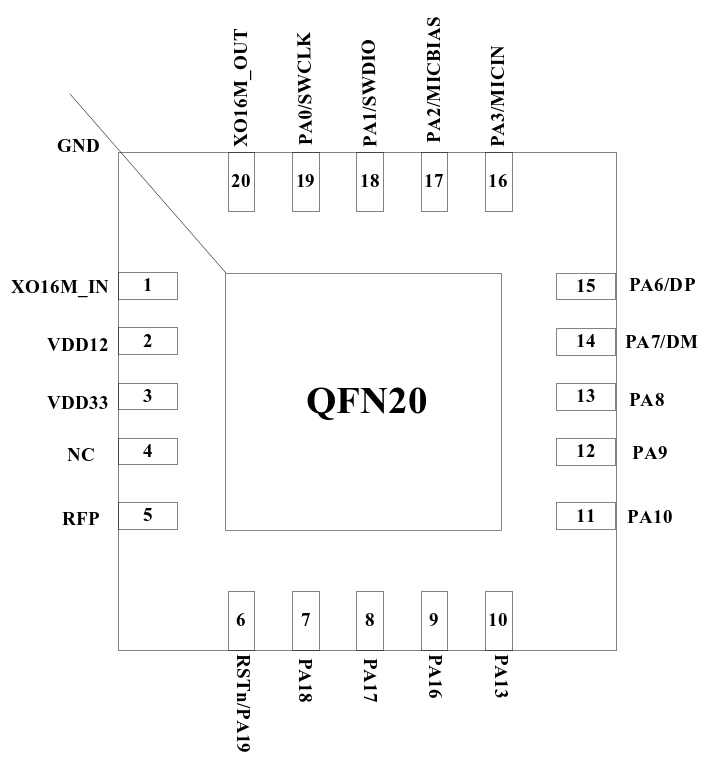 XO16M_OUT
PA0/SWCLK
PA1/SWDIO
PA2/MICBIAS
PA3/MICIN
GND
20 19 18 17 16
XO16M_IN 1 15 PA6/DP
VDD12 2 14 PA7/DM
VDD33 3 13 PA8
QFN20
NC 4 12 PA9
RFP 5 11 PA10
6 7 8 9 10
RSTn/PA19
PA18
PA17
PA16
PA13